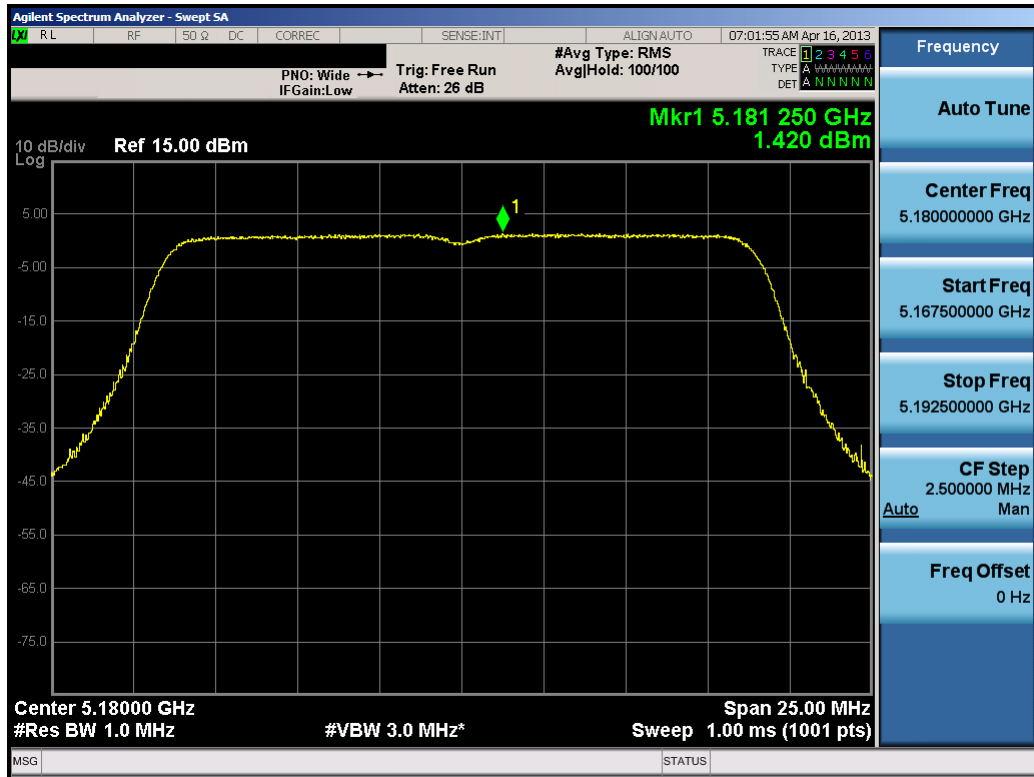 Agilent Spectrum Analyzer - Swept SA
LXI RL RF 50 Ω DC CORREC SENSE:INT ALIGNAUTO 07:01:55 AM Apr 16, 2013
PNO: Wide
IFGain:Low
Trig: Free Run
Atten: 26 dB
#Avg Type: RMS
Avg|Hold: 100/100
TRACE 1 2 3 4 5 6
TYPE A WWWWW
DET A N N N N N
Mkr1 5.181 250 GHz
1.420 dBm
10 dB/div Ref 15.00 dBm
Log
1
5.00
-5.00
-15.0
-25.0
-35.0
-45.0
-55.0
-65.0
-75.0
Center 5.18000 GHz Span 25.00 MHz
#Res BW 1.0 MHz #VBW 3.0 MHz* Sweep 1.00 ms (1001 pts)
MSG STATUS
Frequency
Auto Tune
Center Freq
5.180000000 GHz
Start Freq
5.167500000 GHz
Stop Freq
5.192500000 GHz
CF Step
2.500000 MHz
Auto Man
Freq Offset
0 Hz